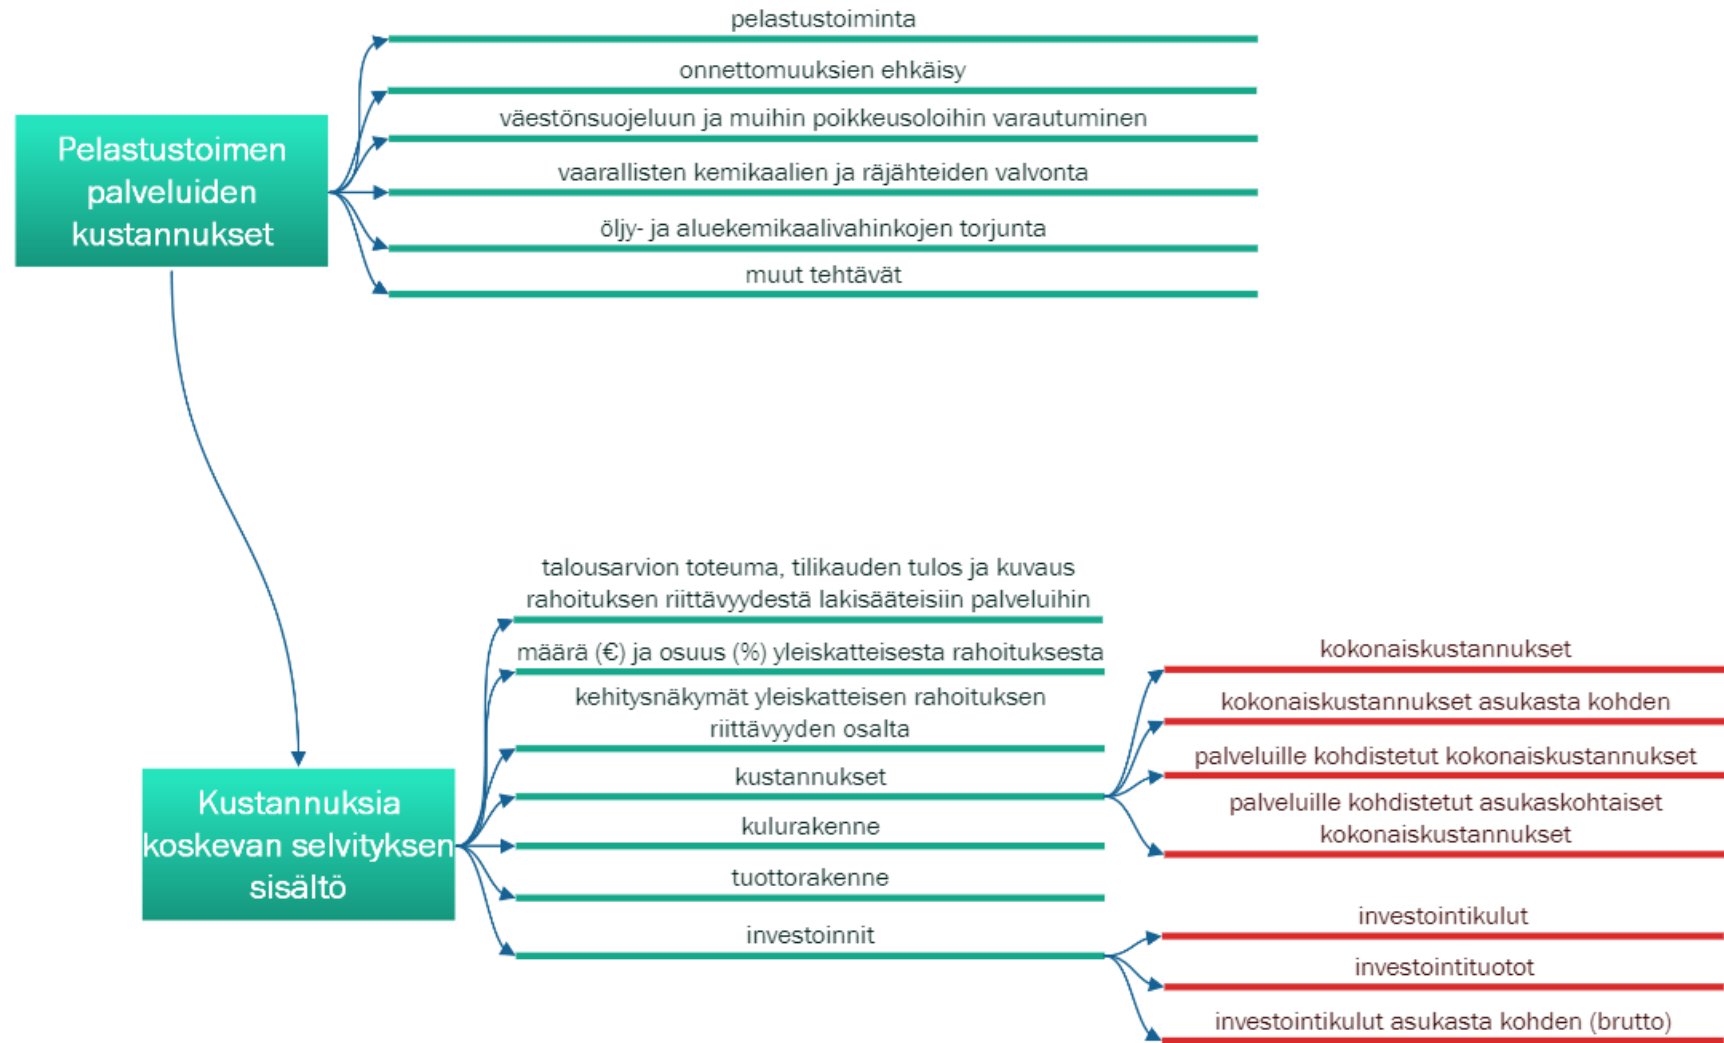 Pelastustoimen
palveluiden
kustannukset
pelastustoiminta
onnettomuuksien ehkäisy
väestönsuojeluun ja muihin poikkeusoloihin varautuminen
vaarallisten kemikaalien ja räjähteiden valvonta
öljy- ja aluekemikaalivahinkojen torjunta
muut tehtävät
Kustannuksia
koskevan selvityksen
sisältö
talousarvion toteuma, tilikauden tulos ja kuvaus
rahoituksen riittävyydestä lakisääteisiin palveluihin
määrä (€) ja osuus (%) yleiskatteisesta rahoituksesta
kehitysnäkymät yleiskatteisen rahoituksen
riittävyyden osalta
kustannukset
kokonaiskustannukset
kokonaiskustannukset asukasta kohden
palveluille kohdistetut kokonaiskustannukset
palveluille kohdistetut asukaskohtaiset
kokonaiskustannukset
kulurakenne
tuottorakenne
investoinnit
investointikulut
investointituotot
investointikulut asukasta kohden (brutto)